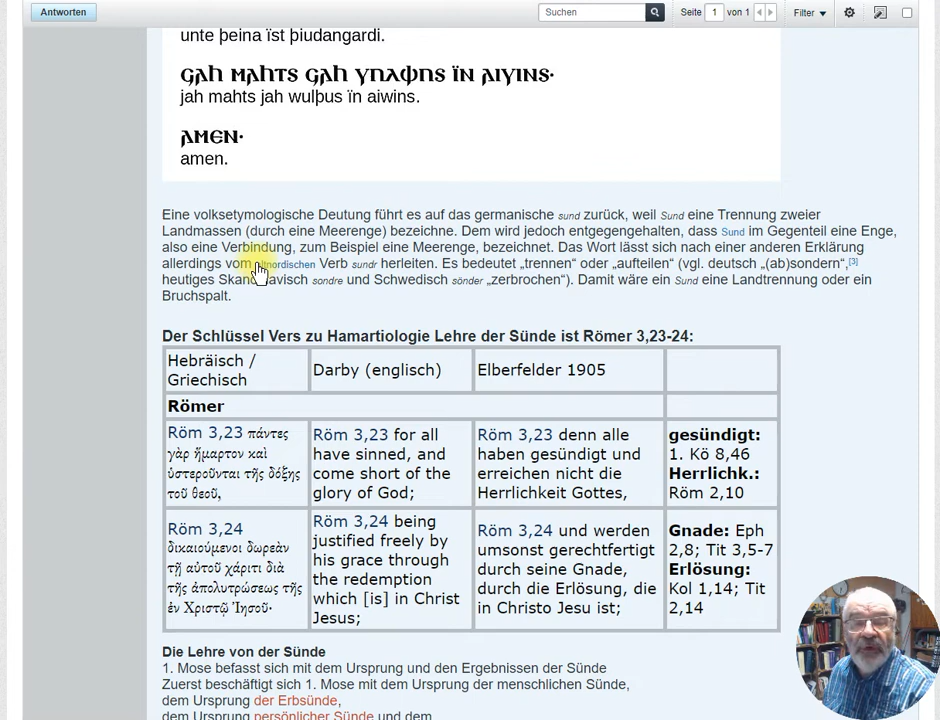 Antworten
Suchen
Seite 1 von 1
Filter
unte þeina ïst þiudangardi.
𐌾𐌰𐌷 𐌼𐌰𐌷𐍄𐍃 𐌾𐌰𐌷 𐍅𐌿𐌻𐌸𐌿𐍃 𐌹̈𐌽 𐌰𐌹𐍅𐌹𐌽𐍃·
jah mahts jah wulþus ïn aiwins.
𐌰𐌼𐌴𐌽·
amen.
Eine volksetymologische Deutung führt es auf das germanische sund zurück, weil Sund eine Trennung zweier
Landmassen (durch eine Meerenge) bezeichne. Dem wird jedoch entgegengehalten, dass Sund im Gegenteil eine Enge,
also eine Verbindung, zum Beispiel eine Meerenge, bezeichnet. Das Wort lässt sich nach einer anderen Erklärung
allerdings vom altnordischen Verb sundr herleiten. Es bedeutet „trennen“ oder „aufteilen“ (vgl. deutsch „(ab)sondern“,[3]
heutiges Skandinavisch sondre und Schwedisch sönder „zerbrochen“). Damit wäre ein Sund eine Landtrennung oder ein
Bruchspalt.
Der Schlüssel Vers zu Hamartiologie Lehre der Sünde ist Römer 3,23-24:
Hebräisch /
Griechisch
Darby (englisch)
Elberfelder 1905
Römer
Röm 3,23 πάντες
γὰρ ἥμαρτον καὶ
ὑστεροῦνται τῆς δόξης
τοῦ θεοῦ,
Röm 3,23 for all
have sinned, and
come short of the
glory of God;
Röm 3,23 denn alle
haben gesündigt und
erreichen nicht die
Herrlichkeit Gottes,
gesündigt:
1. Kö 8,46
Herrlichk.:
Röm 2,10
Röm 3,24
δικαιούμενοι δωρεὰν
τῇ αὐτοῦ χάριτι διὰ
τῆς ἀπολυτρώσεως τῆς
ἐν Χριστῷ Ἰησοῦ·
Röm 3,24 being
justified freely by
his grace through
the redemption
which [is] in Christ
Jesus;
Röm 3,24 und werden
umsonst gerechtfertigt
durch seine Gnade,
durch die Erlösung, die
in Christo Jesu ist;
Gnade: Eph
2,8; Tit 3,5-7
Erlösung:
Kol 1,14; Tit
2,14
Die Lehre von der Sünde
1. Mose befasst sich mit dem Ursprung und den Ergebnissen der Sünde
Zuerst beschäftigt sich 1. Mose mit dem Ursprung der menschlichen Sünde,
dem Ursprung der Erbsünde,
dem Ursprung persönlicher Sünde und dem